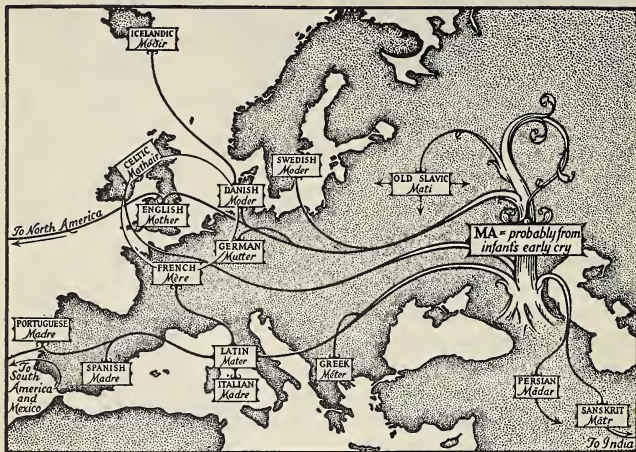 ICELANDIC
Móðir
CELTIC
Mathair
SWEDISH
Moder
OLD SLAVIC
Mati
DANISH
Moder
ENGLISH
Mother
To North America
MA = probably from
infant's early cry
GERMAN
Mutter
FRENCH
Mère
PORTUGUESE
Madre
LATIN
Mater
GREEK
Mēter
SPANISH
Madre
ITALIAN
Madre
To
South
America
and
Mexico
PERSIAN
Mādar
SANSKRIT
Mātr
To India